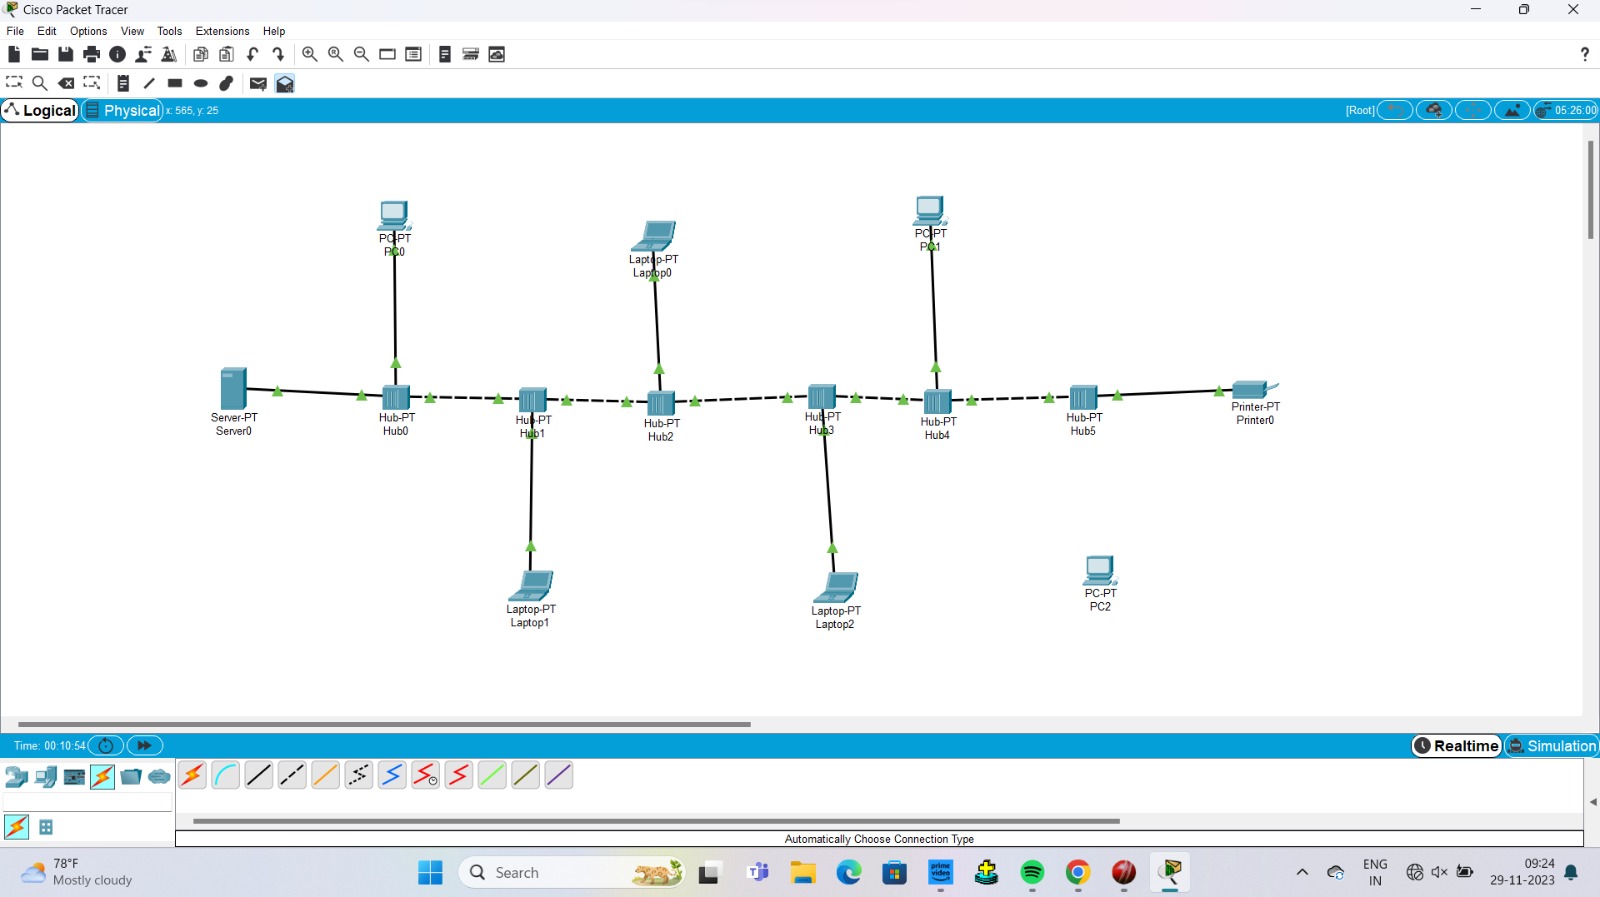 Cisco Packet Tracer
File Edit Options View Tools Extensions Help
?
Logical Physical x: 565, y: 25 [Root] 05:26:00
PC-PT
PC0
Laptop-PT
Laptop0
PC-PT
PC1
Server-PT
Server0
Hub-PT
Hub0
Hub-PT
Hub1
Hub-PT
Hub2
Hub-PT
Hub3
Hub-PT
Hub4
Hub-PT
Hub5
Printer-PT
Printer0
Laptop-PT
Laptop1
Laptop-PT
Laptop2
PC-PT
PC2
Time: 00:10:54 Realtime Simulation
Automatically Choose Connection Type
78°F
Mostly cloudy
Search
prime video
ENG
IN
09:24
29-11-2023